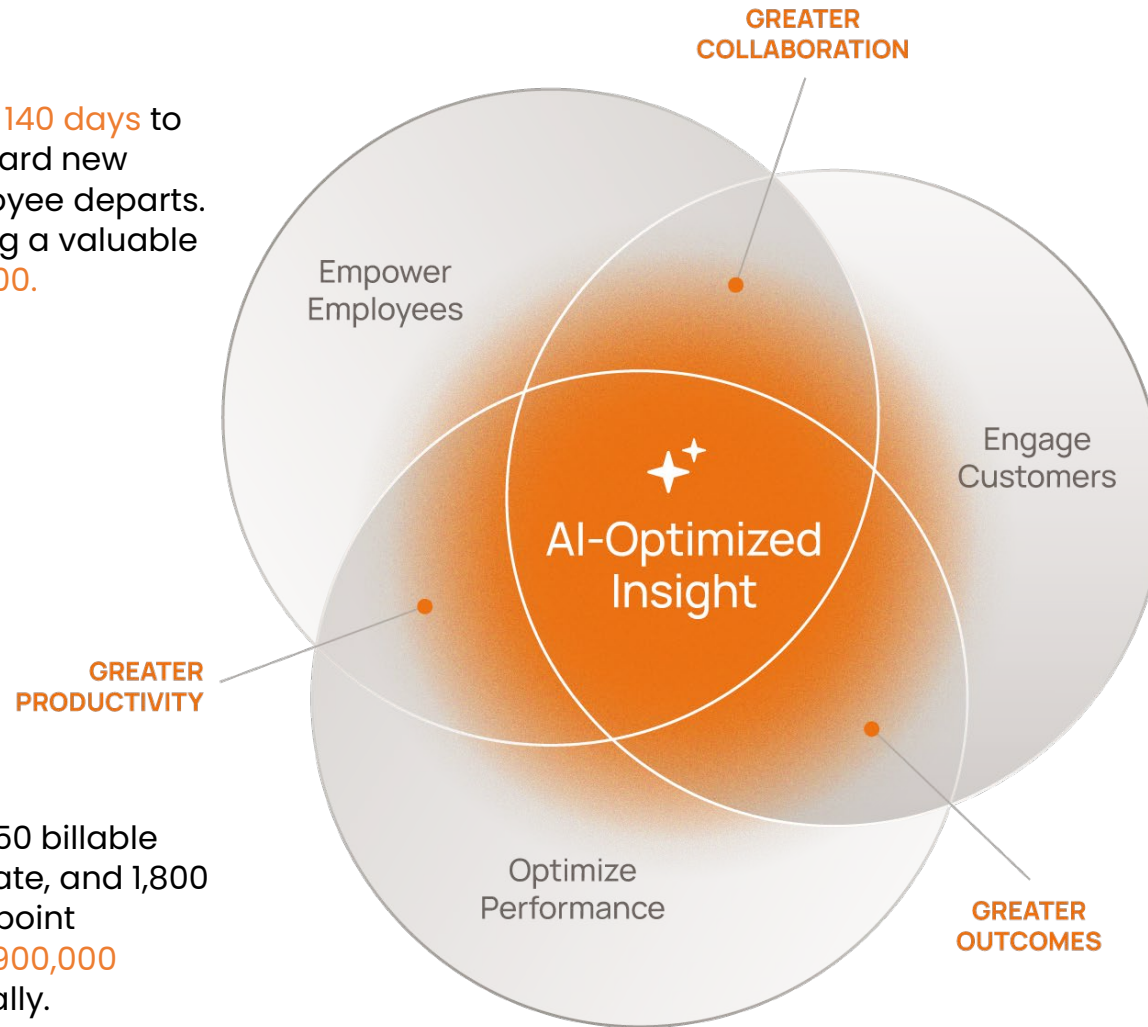 GREATER
COLLABORATION
140 days to
ard new
oyee departs.
g a valuable
00.
Empower
Employees
Engage
Customers
AI-Optimized
Insight
GREATER
PRODUCTIVITY
50 billable
ate, and 1,800
point
900,000
ally.
Optimize
Performance
GREATER
OUTCOMES